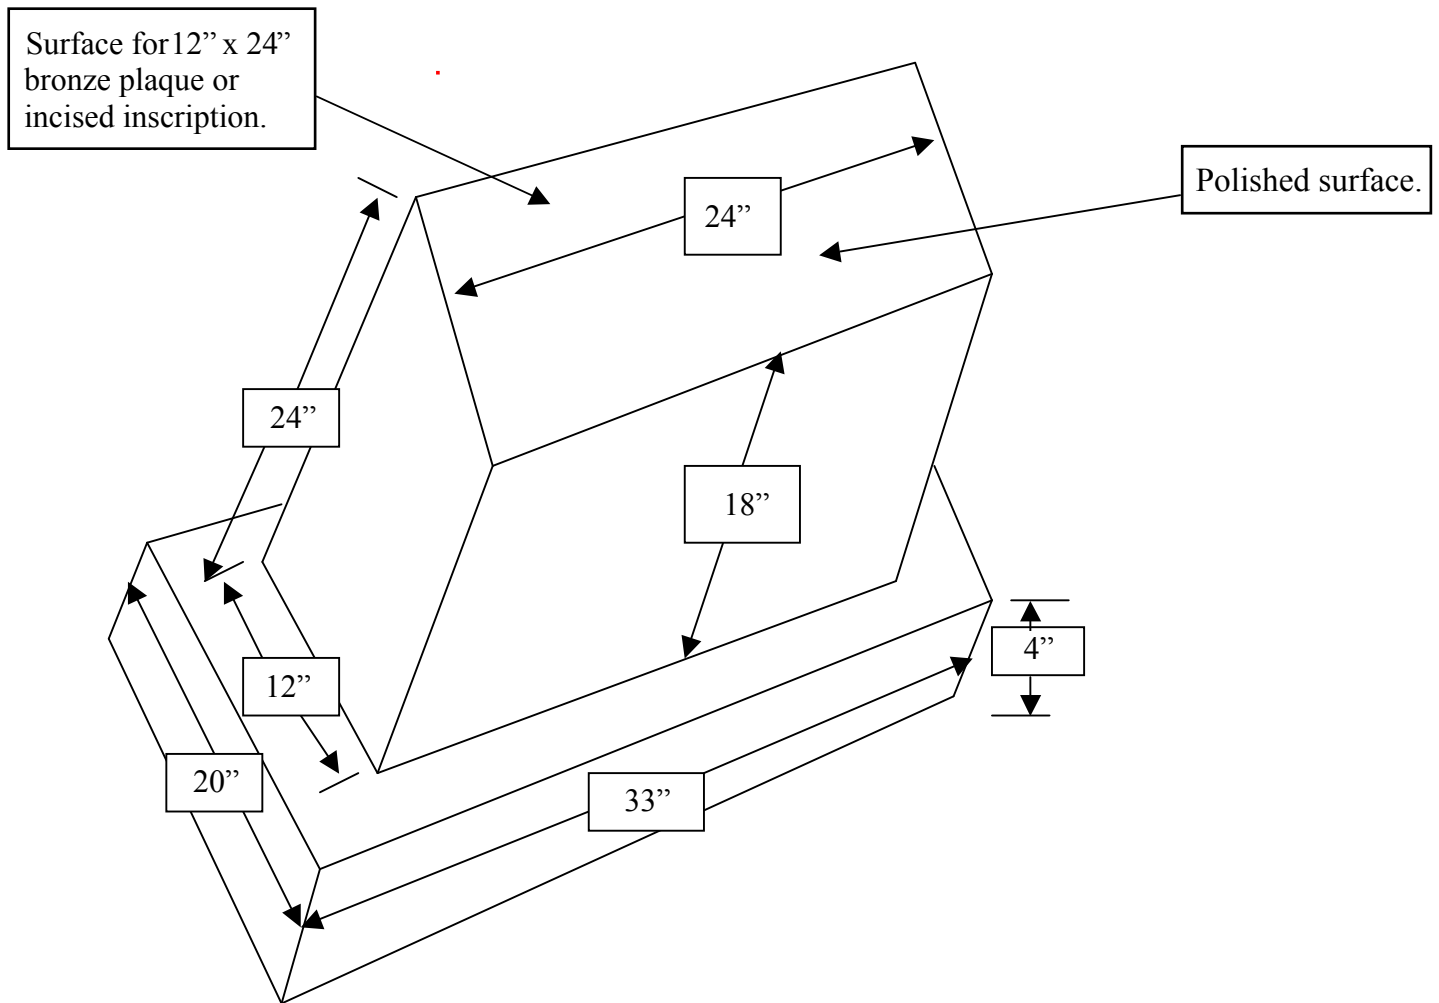 Surface for12” x 24”
bronze plaque or
incised inscription.
Polished surface.
24”
24”
18”
4”
12”
20”
33”